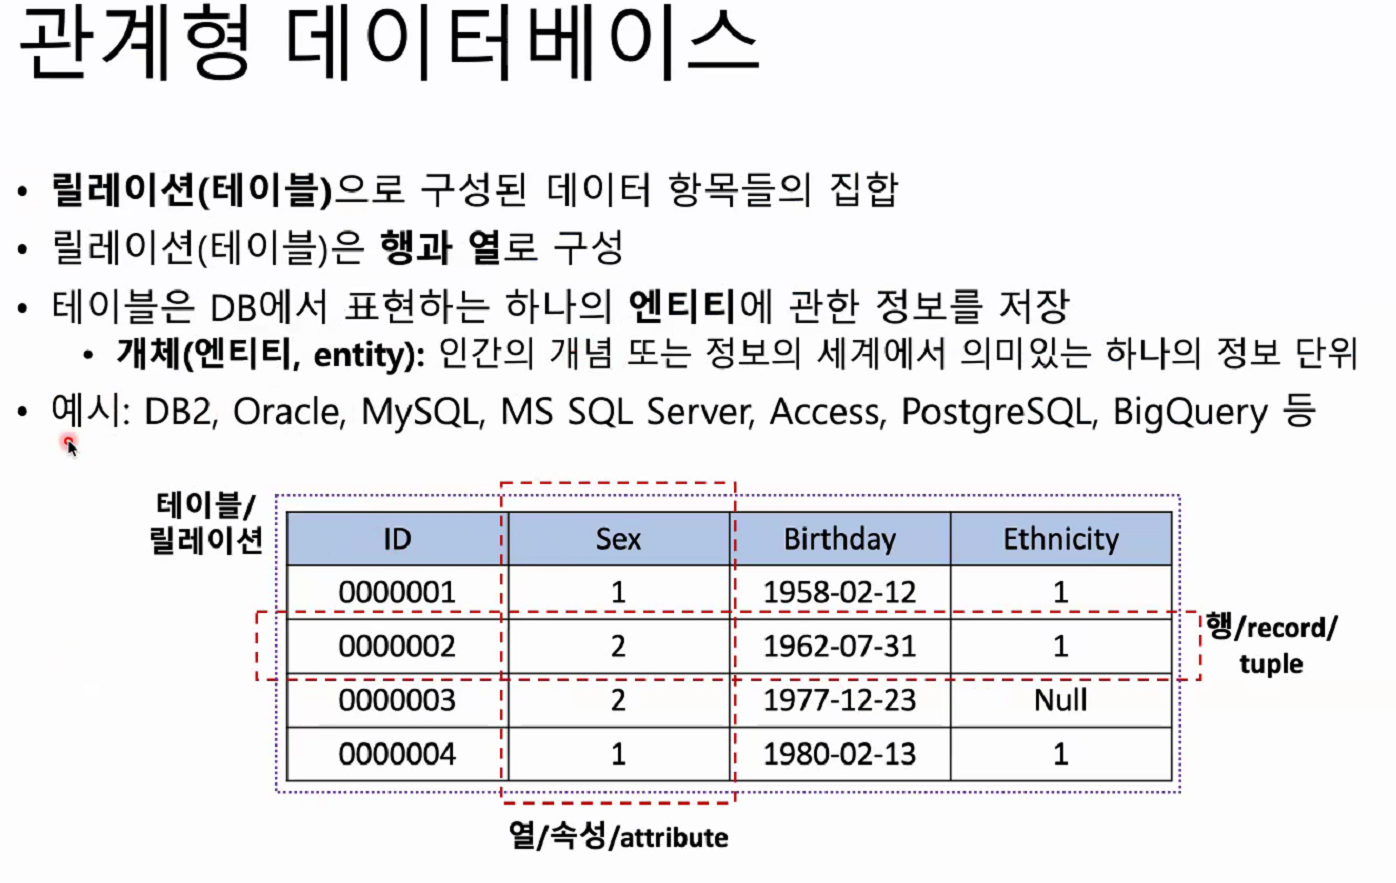 관계형 데이터베이스
• 릴레이션(테이블)으로 구성된 데이터 항목들의 집합
• 릴레이션(테이블)은 행과 열로 구성
• 테이블은 DB에서 표현하는 하나의 엔티티에 관한 정보를 저장
• 개체(엔티티, entity): 인간의 개념 또는 정보의 세계에서 의미있는 하나의 정보 단위
• 예시: DB2, Oracle, MySQL, MS SQL Server, Access, PostgreSQL, BigQuery 등
테이블/
릴레이션
ID Sex Birthday Ethnicity
0000001 1 1958-02-12 1
0000002 2 1962-07-31 1
0000003 2 1977-12-23 Null
0000004 1 1980-02-13 1
행/record/
tuple
열/속성/attribute